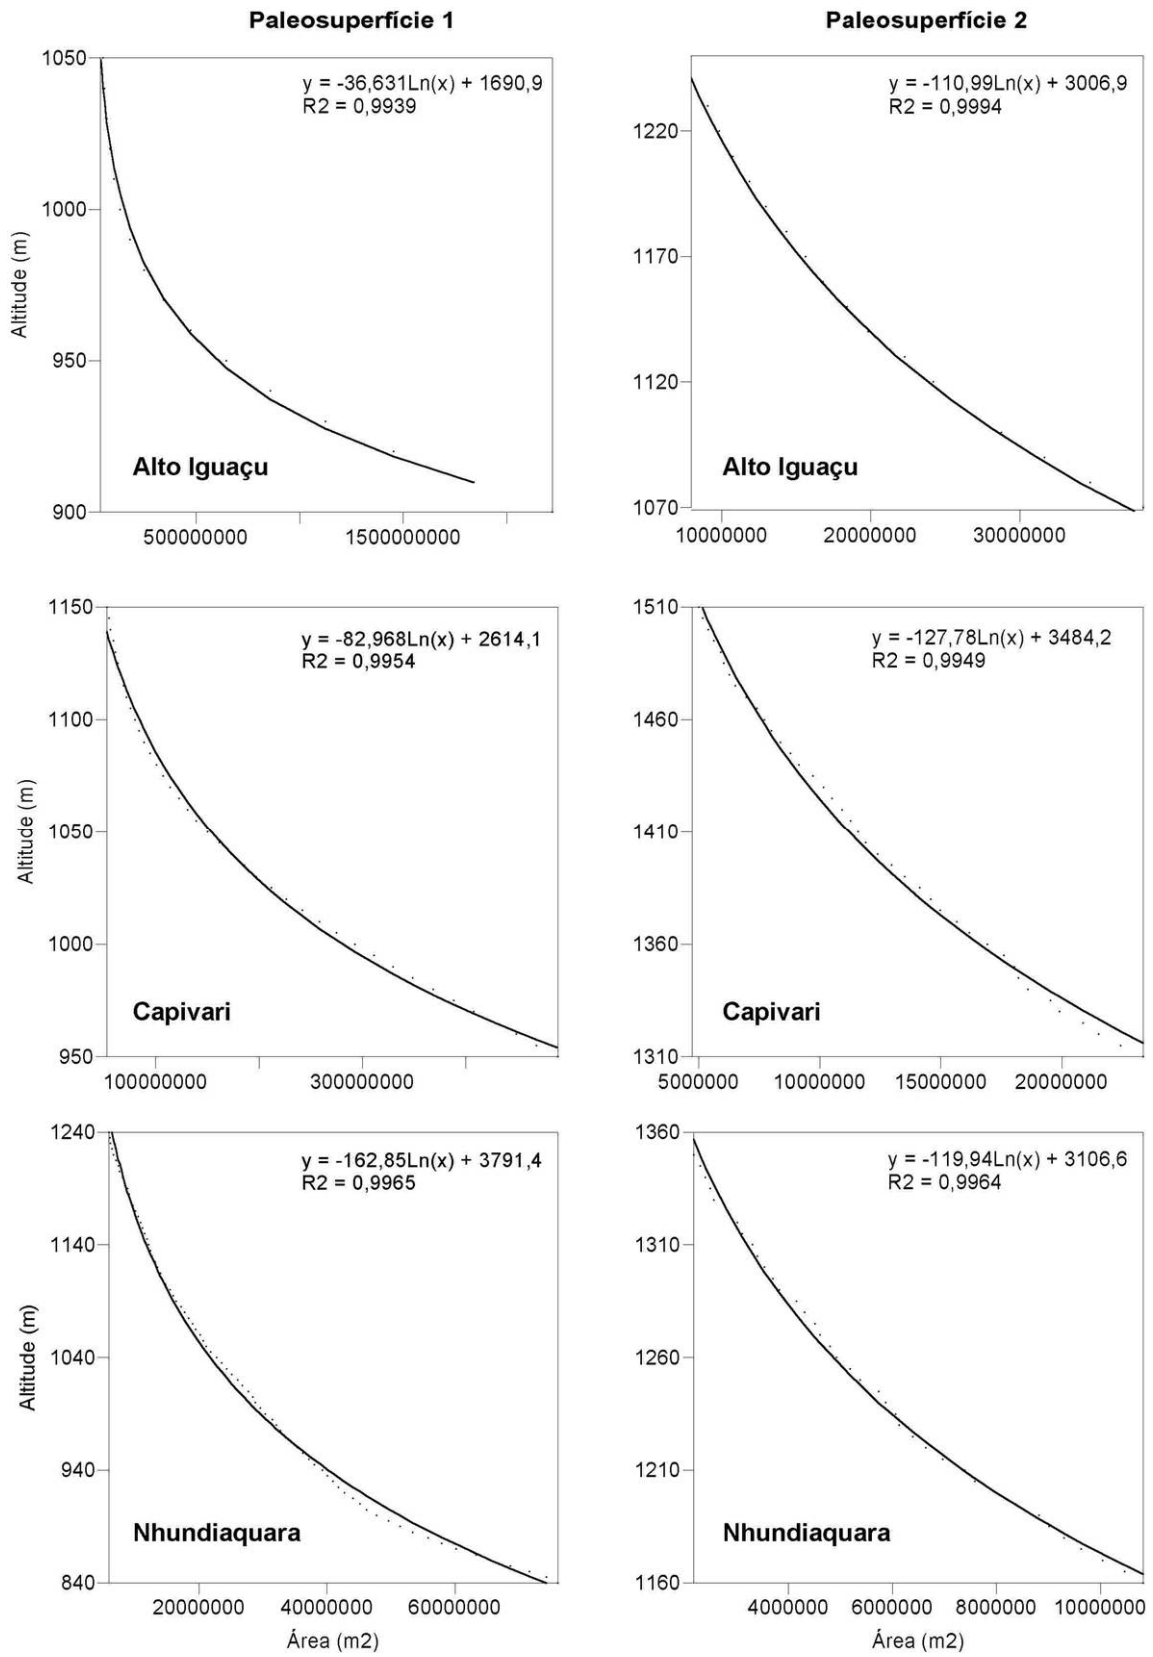 Paleosuperfície 1
Paleosuperfície 2
1050
1000
950
900
Altitude (m)
y = -36,631Ln(x) + 1690,9
R2 = 0,9939
Alto Iguaçu
500000000
1500000000
1220
1170
1120
1070
y = -110,99Ln(x) + 3006,9
R2 = 0,9994
Alto Iguaçu
10000000
20000000
30000000
1150
1100
1050
1000
950
Altitude (m)
y = -82,968Ln(x) + 2614,1
R2 = 0,9954
Capivari
100000000
300000000
1510
1460
1410
1360
1310
y = -127,78Ln(x) + 3484,2
R2 = 0,9949
Capivari
5000000
10000000
15000000
20000000
1240
1140
1040
940
840
Altitude (m)
y = -162,85Ln(x) + 3791,4
R2 = 0,9965
Nhundiaquara
20000000
40000000
60000000
Área (m2)
1360
1310
1260
1210
1160
y = -119,94Ln(x) + 3106,6
R2 = 0,9964
Nhundiaquara
4000000
6000000
8000000
10000000
Área (m2)